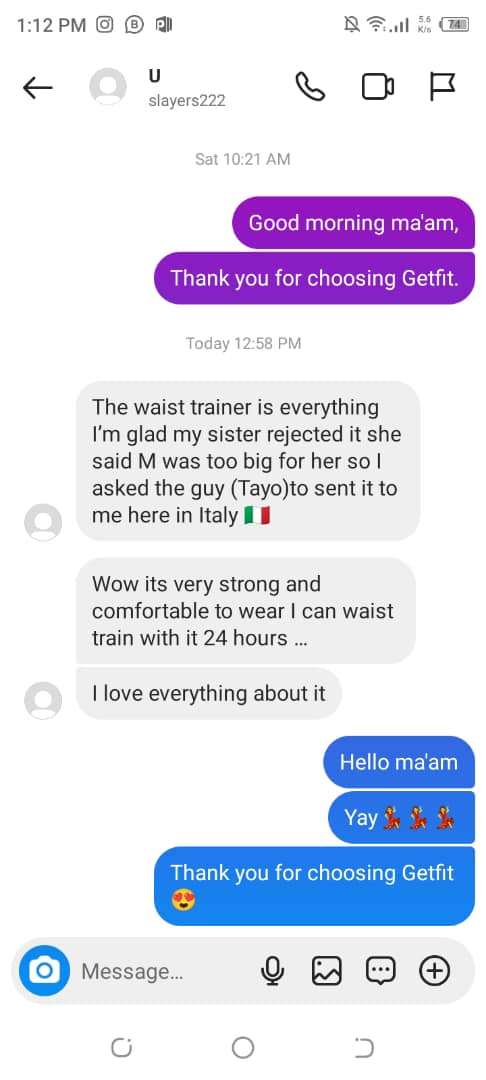 1:12 PM
5.6
K/s
74
U
slayers222
Sat 10:21 AM
Good morning ma'am,
Thank you for choosing Getfit.
Today 12:58 PM
The waist trainer is everything
I'm glad my sister rejected it she
said M was too big for her so I
asked the guy (Tayo)to sent it to
me here in Italy 🇮🇹
Wow its very strong and
comfortable to wear I can waist
train with it 24 hours ...
I love everything about it
Hello ma'am
Yay💃💃💃
Thank you for choosing Getfit
😍
Message...